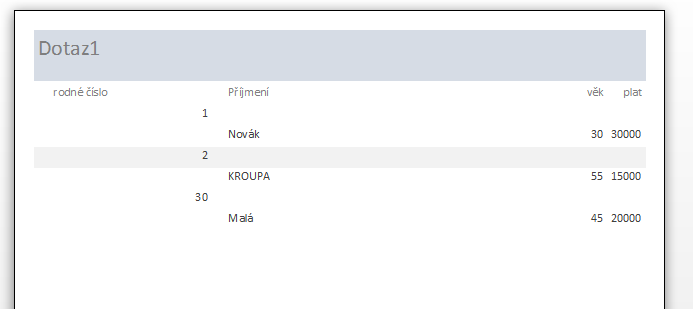 Dotaz1
rodné číslo Příjmení věk plat
1
Novák 30 30000
2
KROUPA 55 15000
30
Malá 45 20000